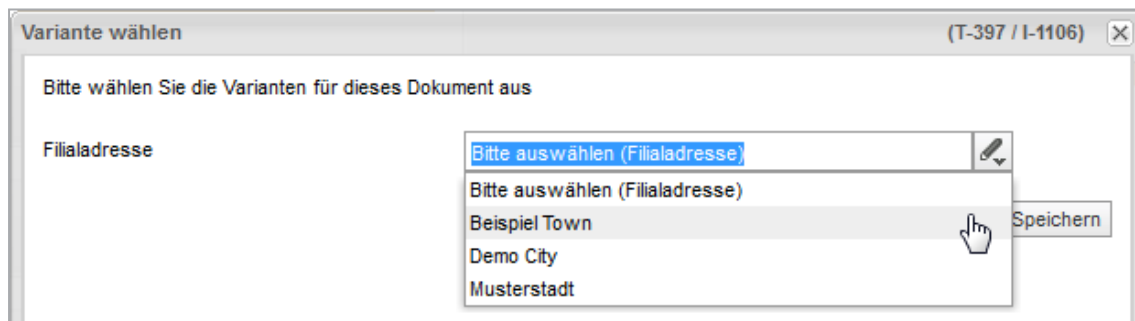 Variante wählen (T-397 / I-1106)
Bitte wählen Sie die Varianten für dieses Dokument aus
Filialadresse Bitte auswählen (Filialadresse)
Bitte auswählen (Filialadresse)
Beispiel Town
Speichern
Demo City
Musterstadt